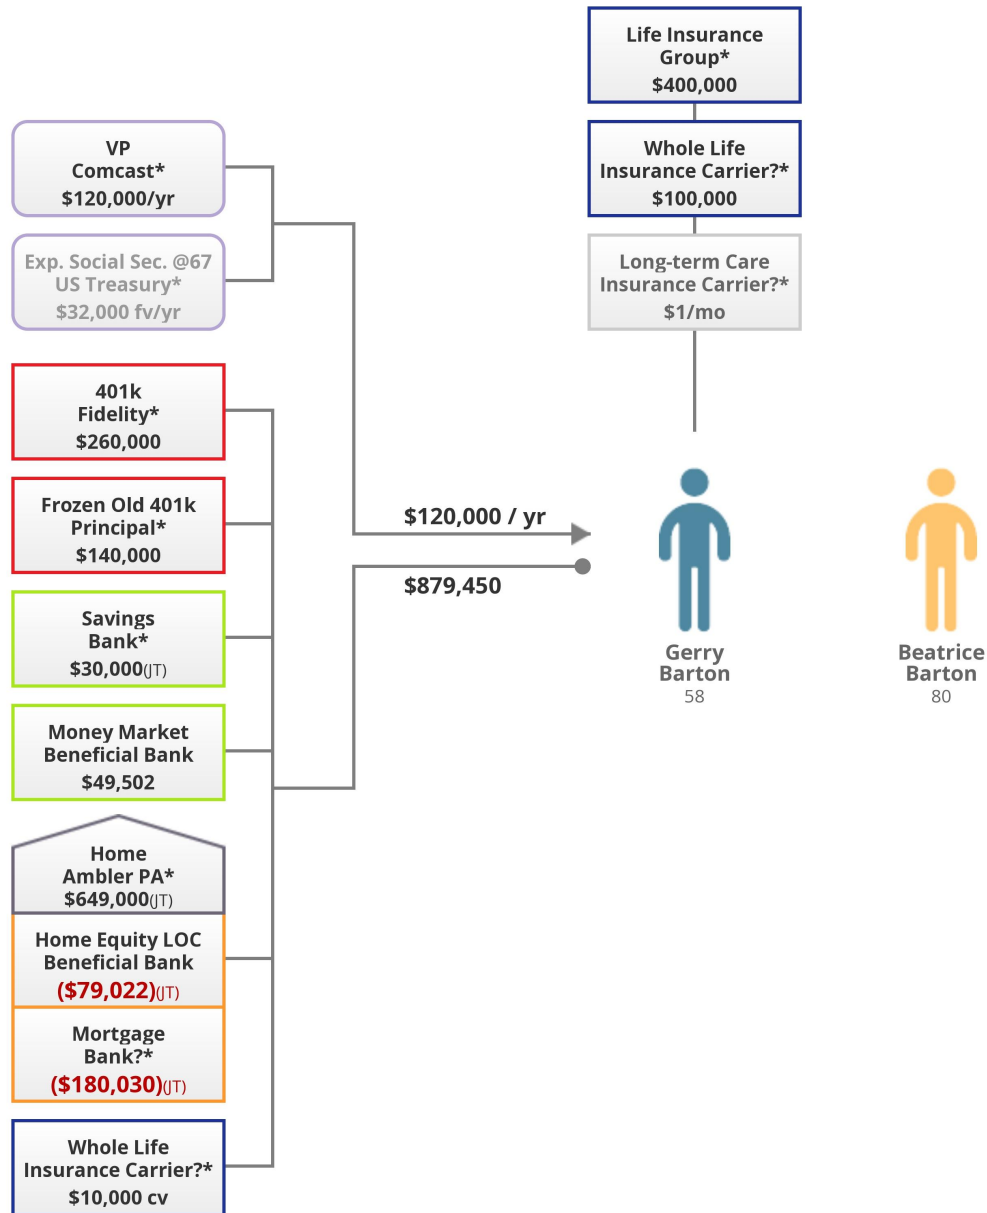 Life Insurance
Group*
$400,000
VP
Comcast*
$120,000/yr
Whole Life
Insurance Carrier?*
$100,000
Exp. Social Sec. @67
US Treasury*
$32,000 fv/yr
Long-term Care
Insurance Carrier?*
$1/mo
401k
Fidelity*
$260,000
Frozen Old 401k
Principal*
$140,000
$120,000 / yr
$879,450
Savings
Bank*
$30,000(JT)
Gerry
Barton
58
Beatrice
Barton
80
Money Market
Beneficial Bank
$49,502
Home
Ambler PA*
$649,000(JT)
Home Equity LOC
Beneficial Bank
($79,022)(JT)
Mortgage
Bank?*
($180,030)(JT)
Whole Life
Insurance Carrier?*
$10,000 cv